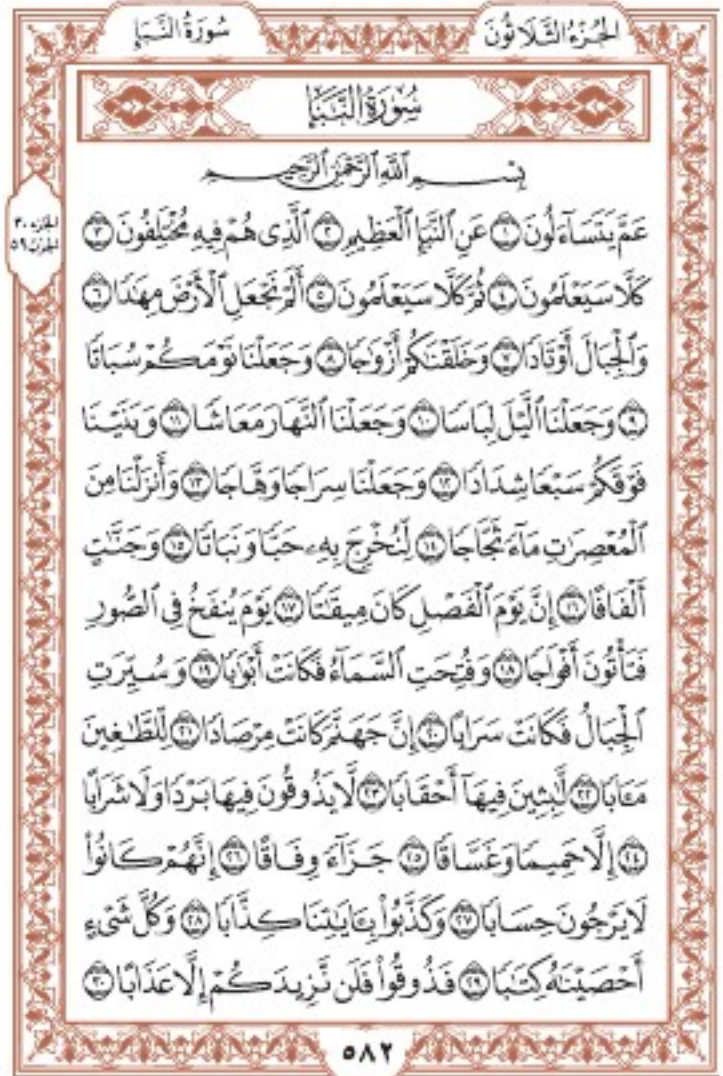 الجُزْءُ الثَّلَاثُونَ
سُورَةُ النَّبَإِ
سُورَةُ النَّبَإِ
بِسْمِ ٱللَّهِ ٱلرَّحْمَٰنِ ٱلرَّحِيمِ
الجزء ٣٠
الحزب ٥٩
عَمَّ يَتَسَآءَلُونَ ١ عَنِ ٱلنَّبَإِ ٱلْعَظِيمِ ٢ ٱلَّذِى هُمْ فِيهِ مُخْتَلِفُونَ ٣
كَلَّا سَيَعْلَمُونَ ٤ ثُمَّ كَلَّا سَيَعْلَمُونَ ٥ أَلَمْ نَجْعَلِ ٱلْأَرْضَ مِهَٰدًا ٦
وَٱلْجِبَالَ أَوْتَادًا ٧ وَخَلَقْنَٰكُمْ أَزْوَٰجًا ٨ وَجَعَلْنَا نَوْمَكُمْ سُبَاتًا
٩ وَجَعَلْنَا ٱلَّيْلَ لِبَاسًا ١٠ وَجَعَلْنَا ٱلنَّهَارَ مَعَاشًا ١١ وَبَنَيْنَا
فَوْقَكُمْ سَبْعًا شِدَادًا ١٢ وَجَعَلْنَا سِرَاجًا وَهَّاجًا ١٣ وَأَنزَلْنَا مِنَ
ٱلْمُعْصِرَٰتِ مَآءً ثَجَّاجًا ١٤ لِّنُخْرِجَ بِهِۦ حَبًّا وَنَبَاتًا ١٥ وَجَنَّٰتٍ
أَلْفَافًا ١٦ إِنَّ يَوْمَ ٱلْفَصْلِ كَانَ مِيقَٰتًا ١٧ يَوْمَ يُنفَخُ فِى ٱلصُّورِ
فَتَأْتُونَ أَفْوَاجًا ١٨ وَفُتِحَتِ ٱلسَّمَآءُ فَكَانَتْ أَبْوَٰبًا ١٩ وَسُيِّرَتِ
ٱلْجِبَالُ فَكَانَتْ سَرَابًا ٢٠ إِنَّ جَهَنَّمَ كَانَتْ مِرْصَادًا ٢١ لِّلطَّٰغِينَ
مَـَٔابًا ٢٢ لَّٰبِثِينَ فِيهَآ أَحْقَابًا ٢٣ لَّا يَذُوقُونَ فِيهَا بَرْدًا وَلَا شَرَابًا
٢٤ إِلَّا حَمِيمًا وَغَسَّاقًا ٢٥ جَزَآءً وِفَاقًا ٢٦ إِنَّهُمْ كَانُوا۟
لَا يَرْجُونَ حِسَابًا ٢٧ وَكَذَّبُوا۟ بِـَٔايَٰتِنَا كِذَّابًا ٢٨ وَكُلَّ شَىْءٍ
أَحْصَيْنَٰهُ كِتَٰبًا ٢٩ فَذُوقُوا۟ فَلَن نَّزِيدَكُمْ إِلَّا عَذَابًا ٣٠
٥٨٢